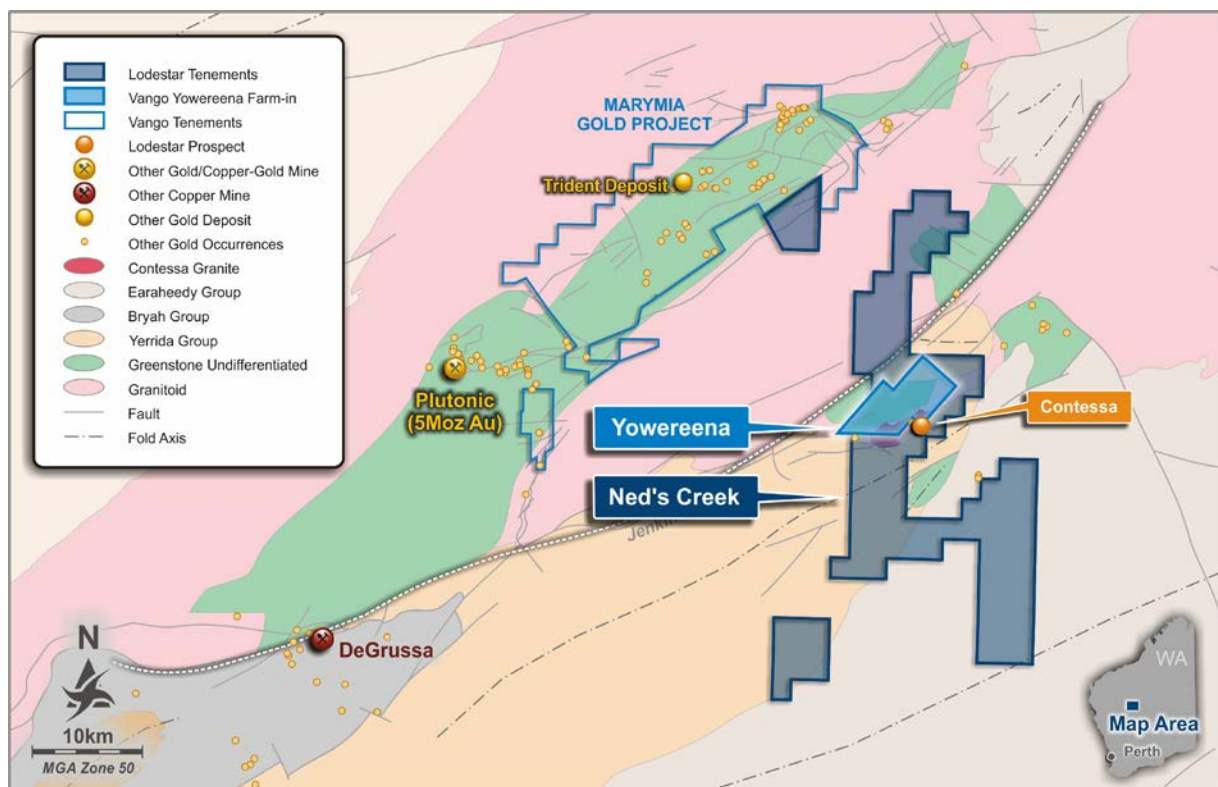 Lodestar Tenements
Vango Yowereena Farm-in
Vango Tenements
Lodestar Prospect
Other Gold/Copper-Gold Mine
Other Copper Mine
Other Gold Deposit
Other Gold Occurrences
Contessa Granite
Earaheedy Group
Bryah Group
Yerrida Group
Greenstone Undifferentiated
Granitoid
Fault
Fold Axis
MARYMIA
GOLD PROJECT
Trident Deposit
Plutonic
(5Moz Au)
Yowereena
Contessa
Ned's Creek
DeGrussa
N
10km
MGA Zone 50
WA
Map Area
Perth